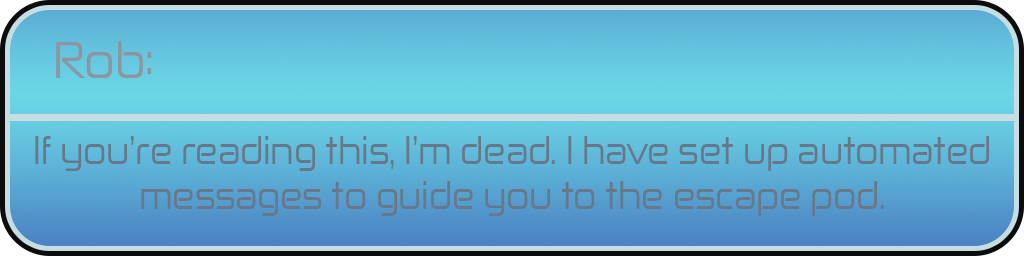 Rob:
If you're reading this, I'm dead. I have set up automated
messages to guide you to the escape pod.